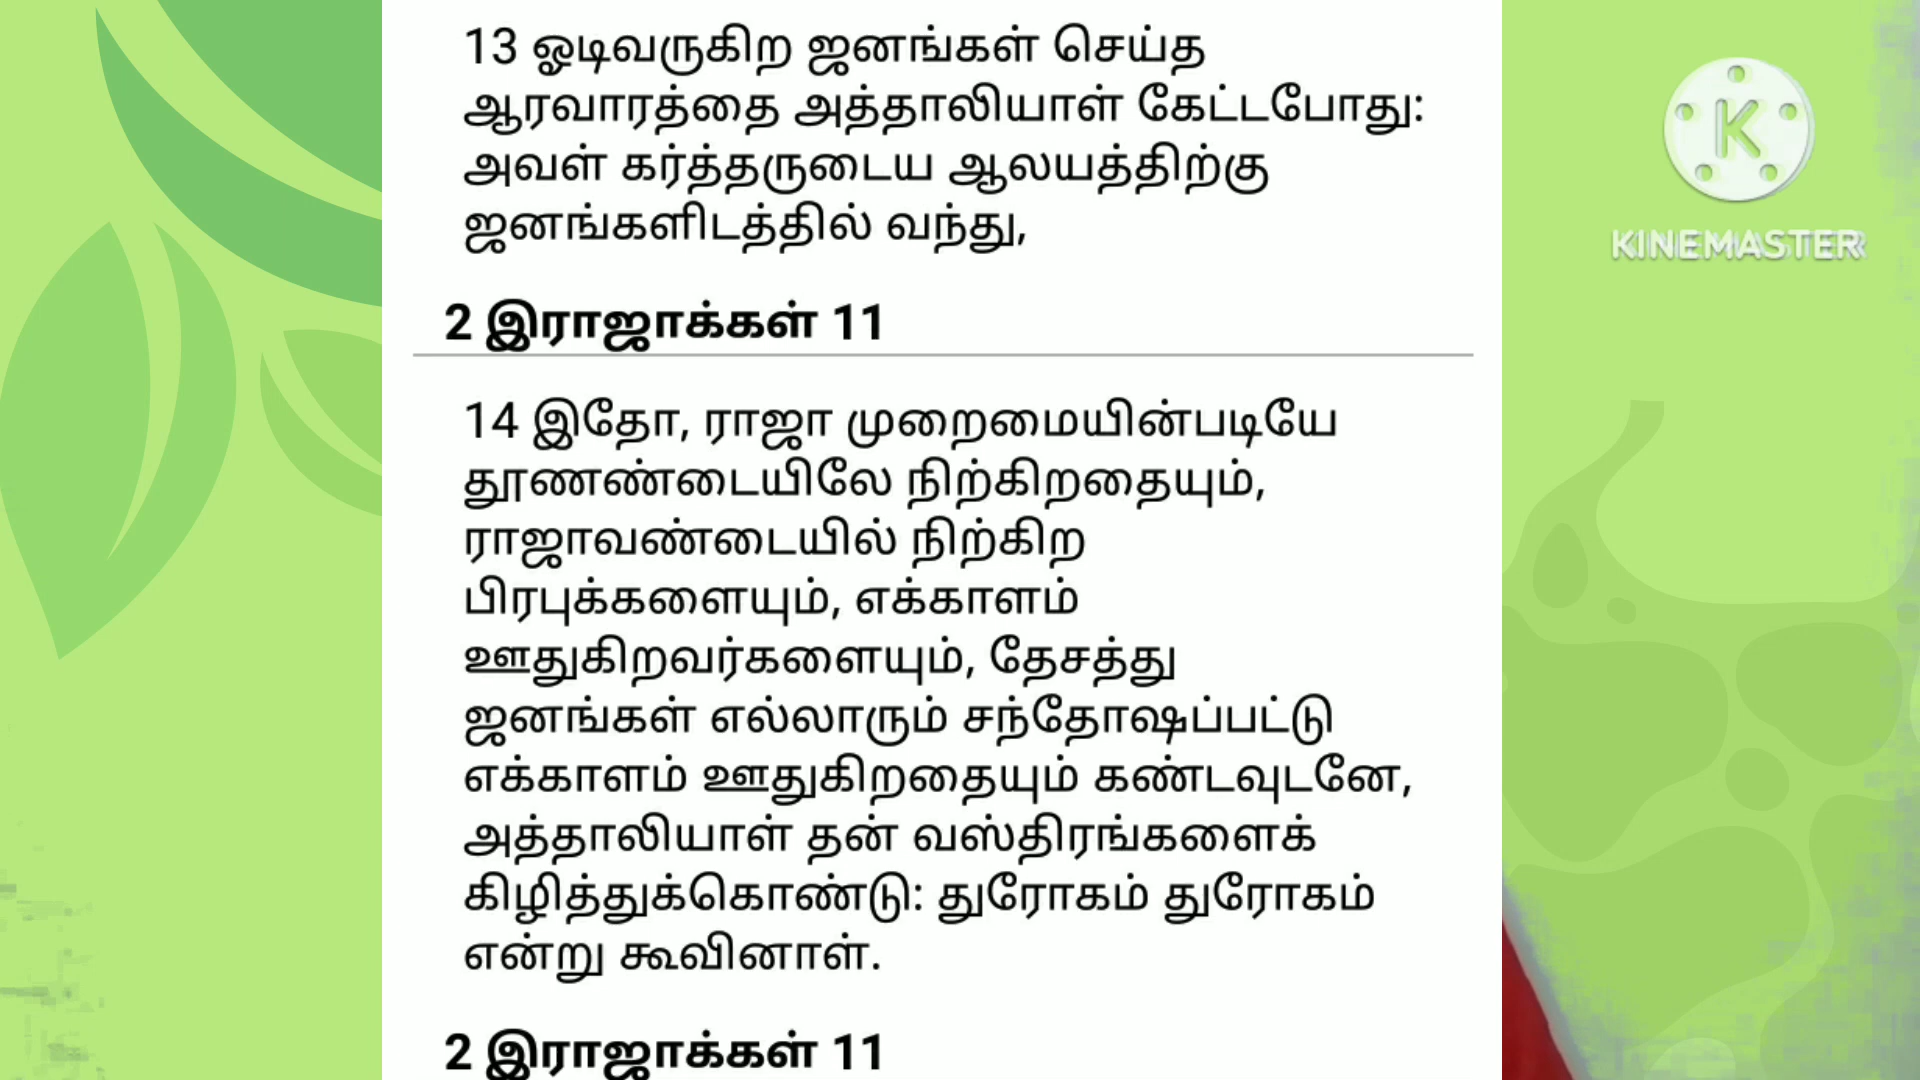 13 ஓடிவருகிற ஜனங்கள் செய்த
ஆரவாரத்தை அத்தாலியாள் கேட்டபோது:
அவள் கர்த்தருடைய ஆலயத்திற்கு
ஜனங்களிடத்தில் வந்து,
2 இராஜாக்கள் 11
14 இதோ, ராஜா முறைமையின்படியே
தூணண்டையிலே நிற்கிறதையும்,
ராஜாவண்டையில் நிற்கிற
பிரபுக்களையும், எக்காளம்
ஊதுகிறவர்களையும், தேசத்து
ஜனங்கள் எல்லாரும் சந்தோஷப்பட்டு
எக்காளம் ஊதுகிறதையும் கண்டவுடனே,
அத்தாலியாள் தன் வஸ்திரங்களைக்
கிழித்துக்கொண்டு: துரோகம் துரோகம்
என்று கூவினாள்.
2 இராஜாக்கள் 11
K
KINEMASTER